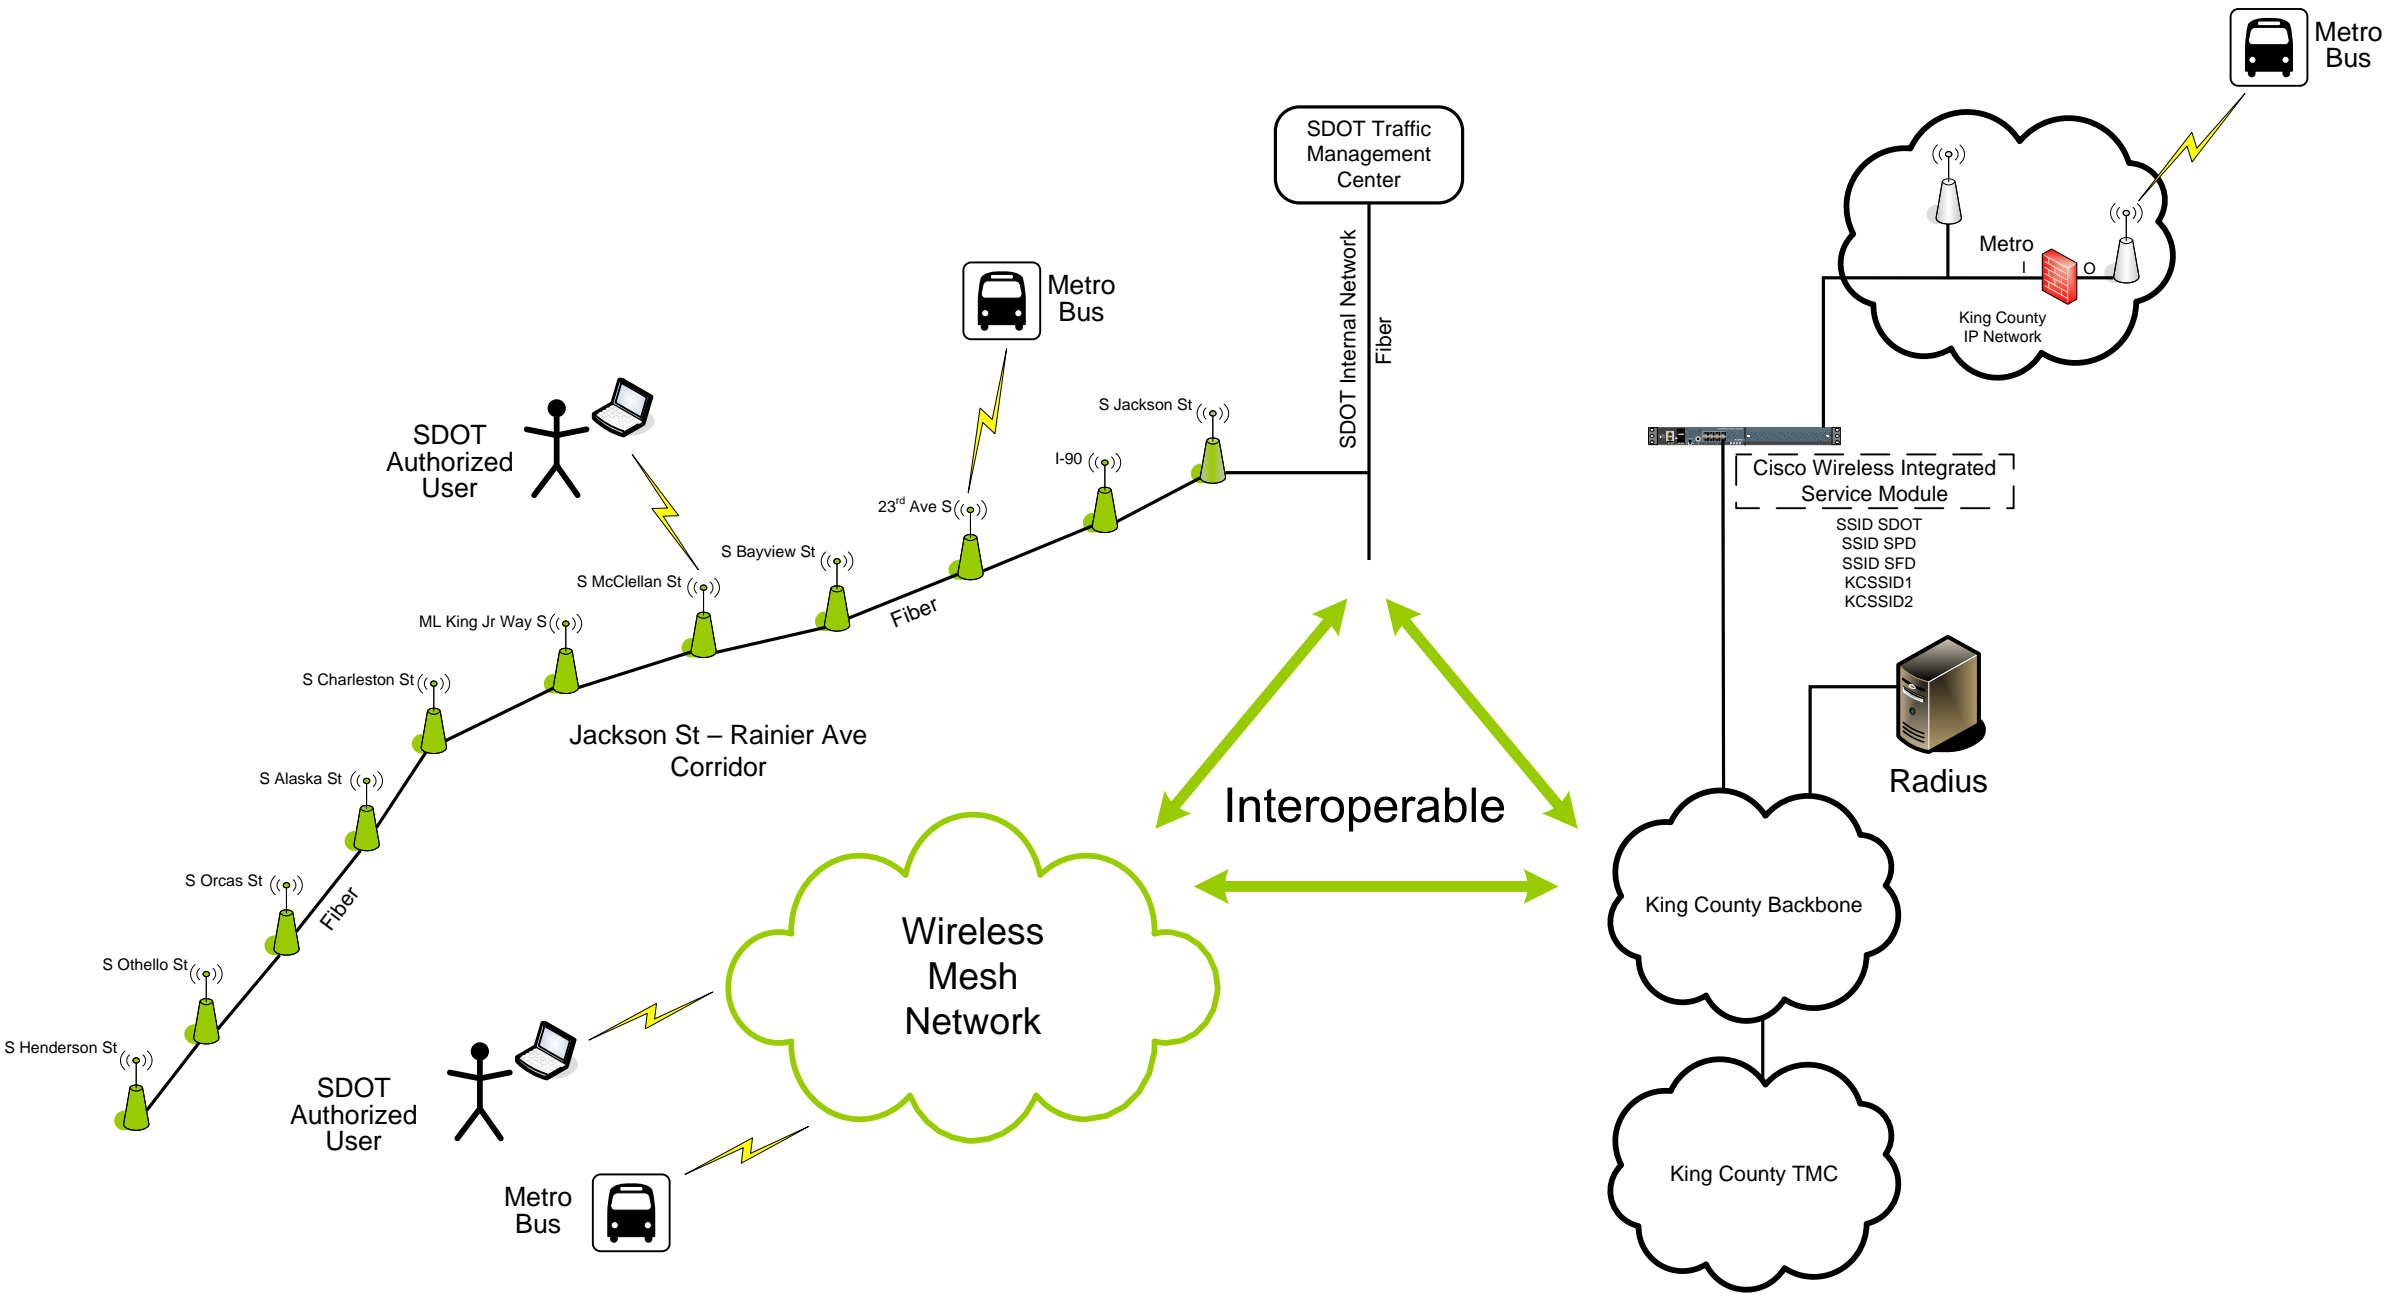 Metro
Bus
SDOT Traffic
Management
Center
SDOT Internal Network
Fiber
Metro
I
O
King County
IP Network
Metro
Bus
S Jackson St
I-90
23rd Ave S
SDOT
Authorized
User
S Bayview St
S McClellan St
ML King Jr Way S
S Charleston St
S Alaska St
S Orcas St
S Othello St
S Henderson St
Fiber
Fiber
Jackson St – Rainier Ave
Corridor
Cisco Wireless Integrated
Service Module
SSID SDOT
SSID SPD
SSID SFD
KCSSID1
KCSSID2
Radius
Interoperable
Wireless
Mesh
Network
King County Backbone
King County TMC
SDOT
Authorized
User
Metro
Bus